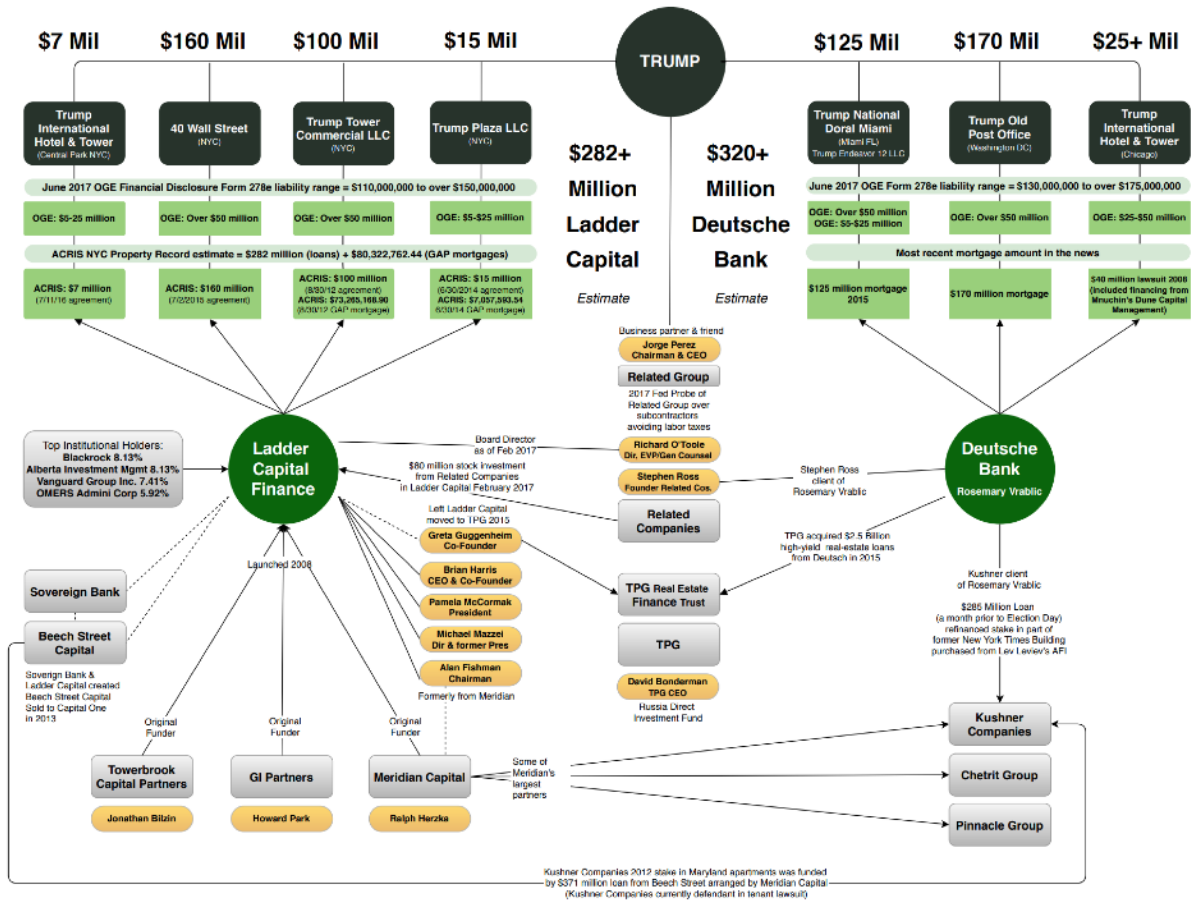 $7 Mil
$160 Mil
$100 Mil
$15 Mil
TRUMP
$125 Mil
$170 Mil
$25+ Mil
Trump
International
Hotel & Tower
(Central Park NYC)
40 Wall Street
(NYC)
Trump Tower
Commercial LLC
(NYC)
Trump Plaza LLC
(NYC)
Trump National
Doral Miami
(Miami FL)
Trump Endeavor 12 LLC
Trump Old
Post Office
(Washington DC)
Trump
International
Hotel & Tower
(Chicago)
$282+
Million
Ladder
Capital
Estimate
$320+
Million
Deutsche
Bank
Estimate
June 2017 OGE Financial Disclosure Form 278e liability range = $110,000,000 to over $150,000,000
June 2017 OGE Form 278e liability range = $130,000,000 to over $175,000,000
OGE: $5-25 million
OGE: Over $50 million
OGE: Over $50 million
OGE: $5-$25 million
OGE: Over $50 million
OGE: $5-$25 million
OGE: Over $50 million
OGE: $25-$50 million
ACRIS NYC Property Record estimate = $282 million (loans) + $80,322,762.44 (GAP mortgages)
Most recent mortgage amount in the news
ACRIS: $7 million
(7/11/16 agreement)
ACRIS: $160 million
(7/2/2015 agreement)
ACRIS: $100 million
(8/30/12 agreement)
ACRIS: $73,265,168.90
(8/30/12 GAP mortgage)
ACRIS: $15 million
(6/30/2014 agreement)
ACRIS: $7,057,593.54
6/30/14 GAP mortgage)
$125 million mortgage
2015
$170 million mortgage
$40 million lawsuit 2008
(included financing from
Mnuchin's Dune Capital
Management)
Business partner & friend
Jorge Perez
Chairman & CEO
Related Group
2017 Fed Probe of
Related Group over
subcontractors
avoiding labor taxes
Top Institutional Holders:
Blackrock 8.13%
Alberta Investment Mgmt 8.13%
Vanguard Group Inc. 7.41%
OMERS Admini Corp 5.92%
Ladder
Capital
Finance
Board Director
as of Feb 2017
Richard O'Toole
Dir, EVP/Gen Counsel
$80 million stock investment
from Related Companies
in Ladder Capital February 2017
Stephen Ross
Founder Related Cos.
Related
Companies
Stephen Ross
client of
Rosemary Vrablic
Deutsche
Bank
Rosemary Vrablic
Left Ladder Capital
moved to TPG 2015
Greta Guggenheim
Co-Founder
Brian Harris
CEO & Co-Founder
Pamela McCormak
President
Michael Mazzei
Dir & former Pres
Alan Fishman
Chairman
Formerly from Meridian
TPG acquired $2.5 Billion
high-yield real-estate loans
from Deutsch in 2015
TPG Real Estate
Finance Trust
TPG
David Bonderman
TPG CEO
Russia Direct
Investment Fund
Kushner client
of Rosemary Vrablic
$285 Million Loan
(a month prior to Election Day)
refinanced stake in part of
former New York Times Building
purchased from Lev Leviev's AFI
Launched 2008
Sovereign Bank
Beech Street
Capital
Soverign Bank &
Ladder Capital created
Beech Street Capital
Sold to Capital One
in 2013
Original
Funder
Original
Funder
Original
Funder
Towerbrook
Capital Partners
Jonathan Bilzin
GI Partners
Howard Park
Meridian Capital
Ralph Herzka
Some of
Meridian's
largest
partners
Kushner
Companies
Chetrit Group
Pinnacle Group
Kushner Companies 2012 stake in Maryland apartments was funded
by $371 million loan from Beech Street arranged by Meridian Capital
(Kushner Companies currently defendant in tenant lawsuit)